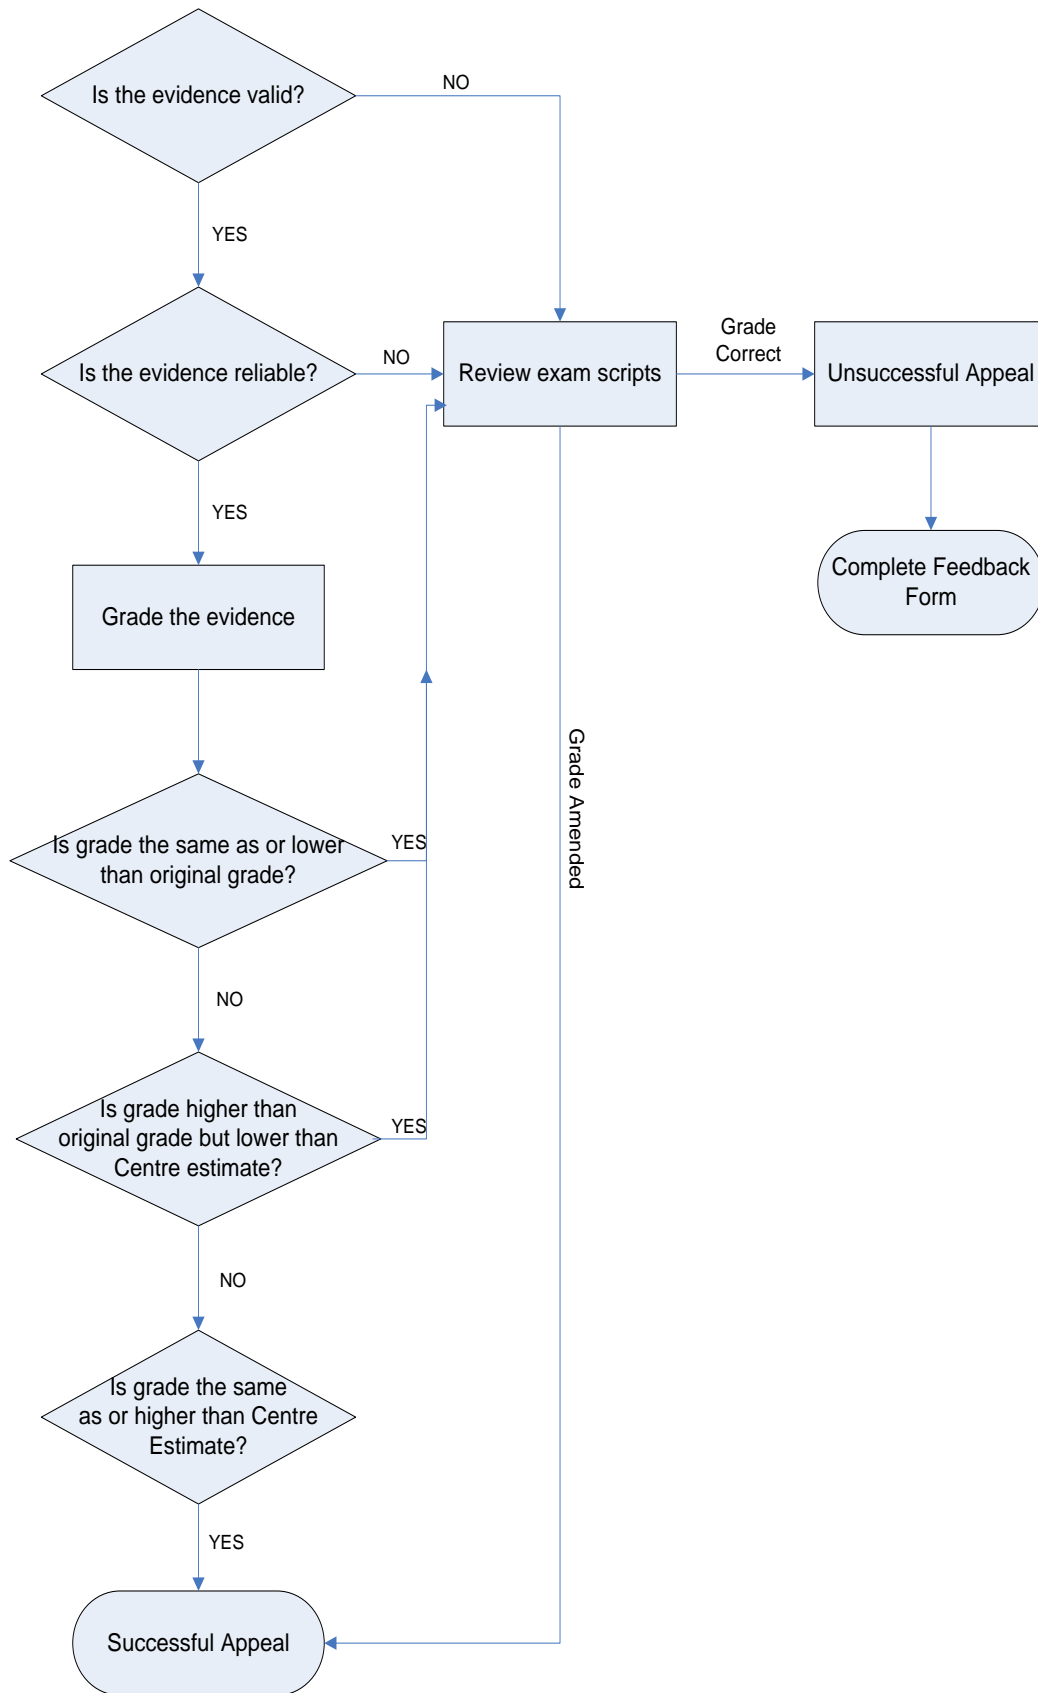 Is the evidence valid?
NO
YES
Is the evidence reliable?
NO
Review exam scripts
Grade
Correct
Unsuccessful Appeal
YES
Complete Feedback
Form
Grade the evidence
Grade Amended
Is grade the same as or lower
than original grade?
YES
NO
Is grade higher than
original grade but lower than
Centre estimate?
YES
NO
Is grade the same
as or higher than Centre
Estimate?
YES
Successful Appeal